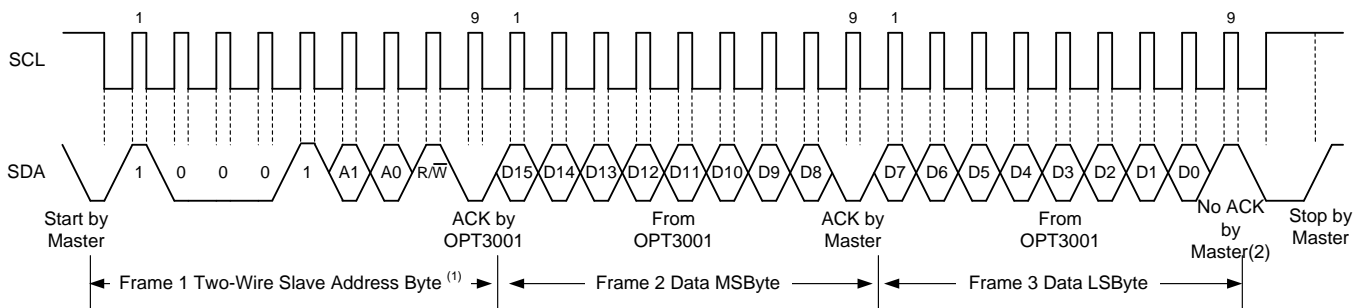 1 9 1 9 1 9
SCL
SDA
1 0 0 0 1 A1 A0 R/W̅ D15 D14 D13 D12 D11 D10 D9 D8 D7 D6 D5 D4 D3 D2 D1 D0
Start by
Master
ACK by
OPT3001
From
OPT3001
ACK by
Master
From
OPT3001
No ACK
by
Master(2)
Stop by
Master
Frame 1 Two-Wire Slave Address Byte (1)
Frame 2 Data MSByte
Frame 3 Data LSByte